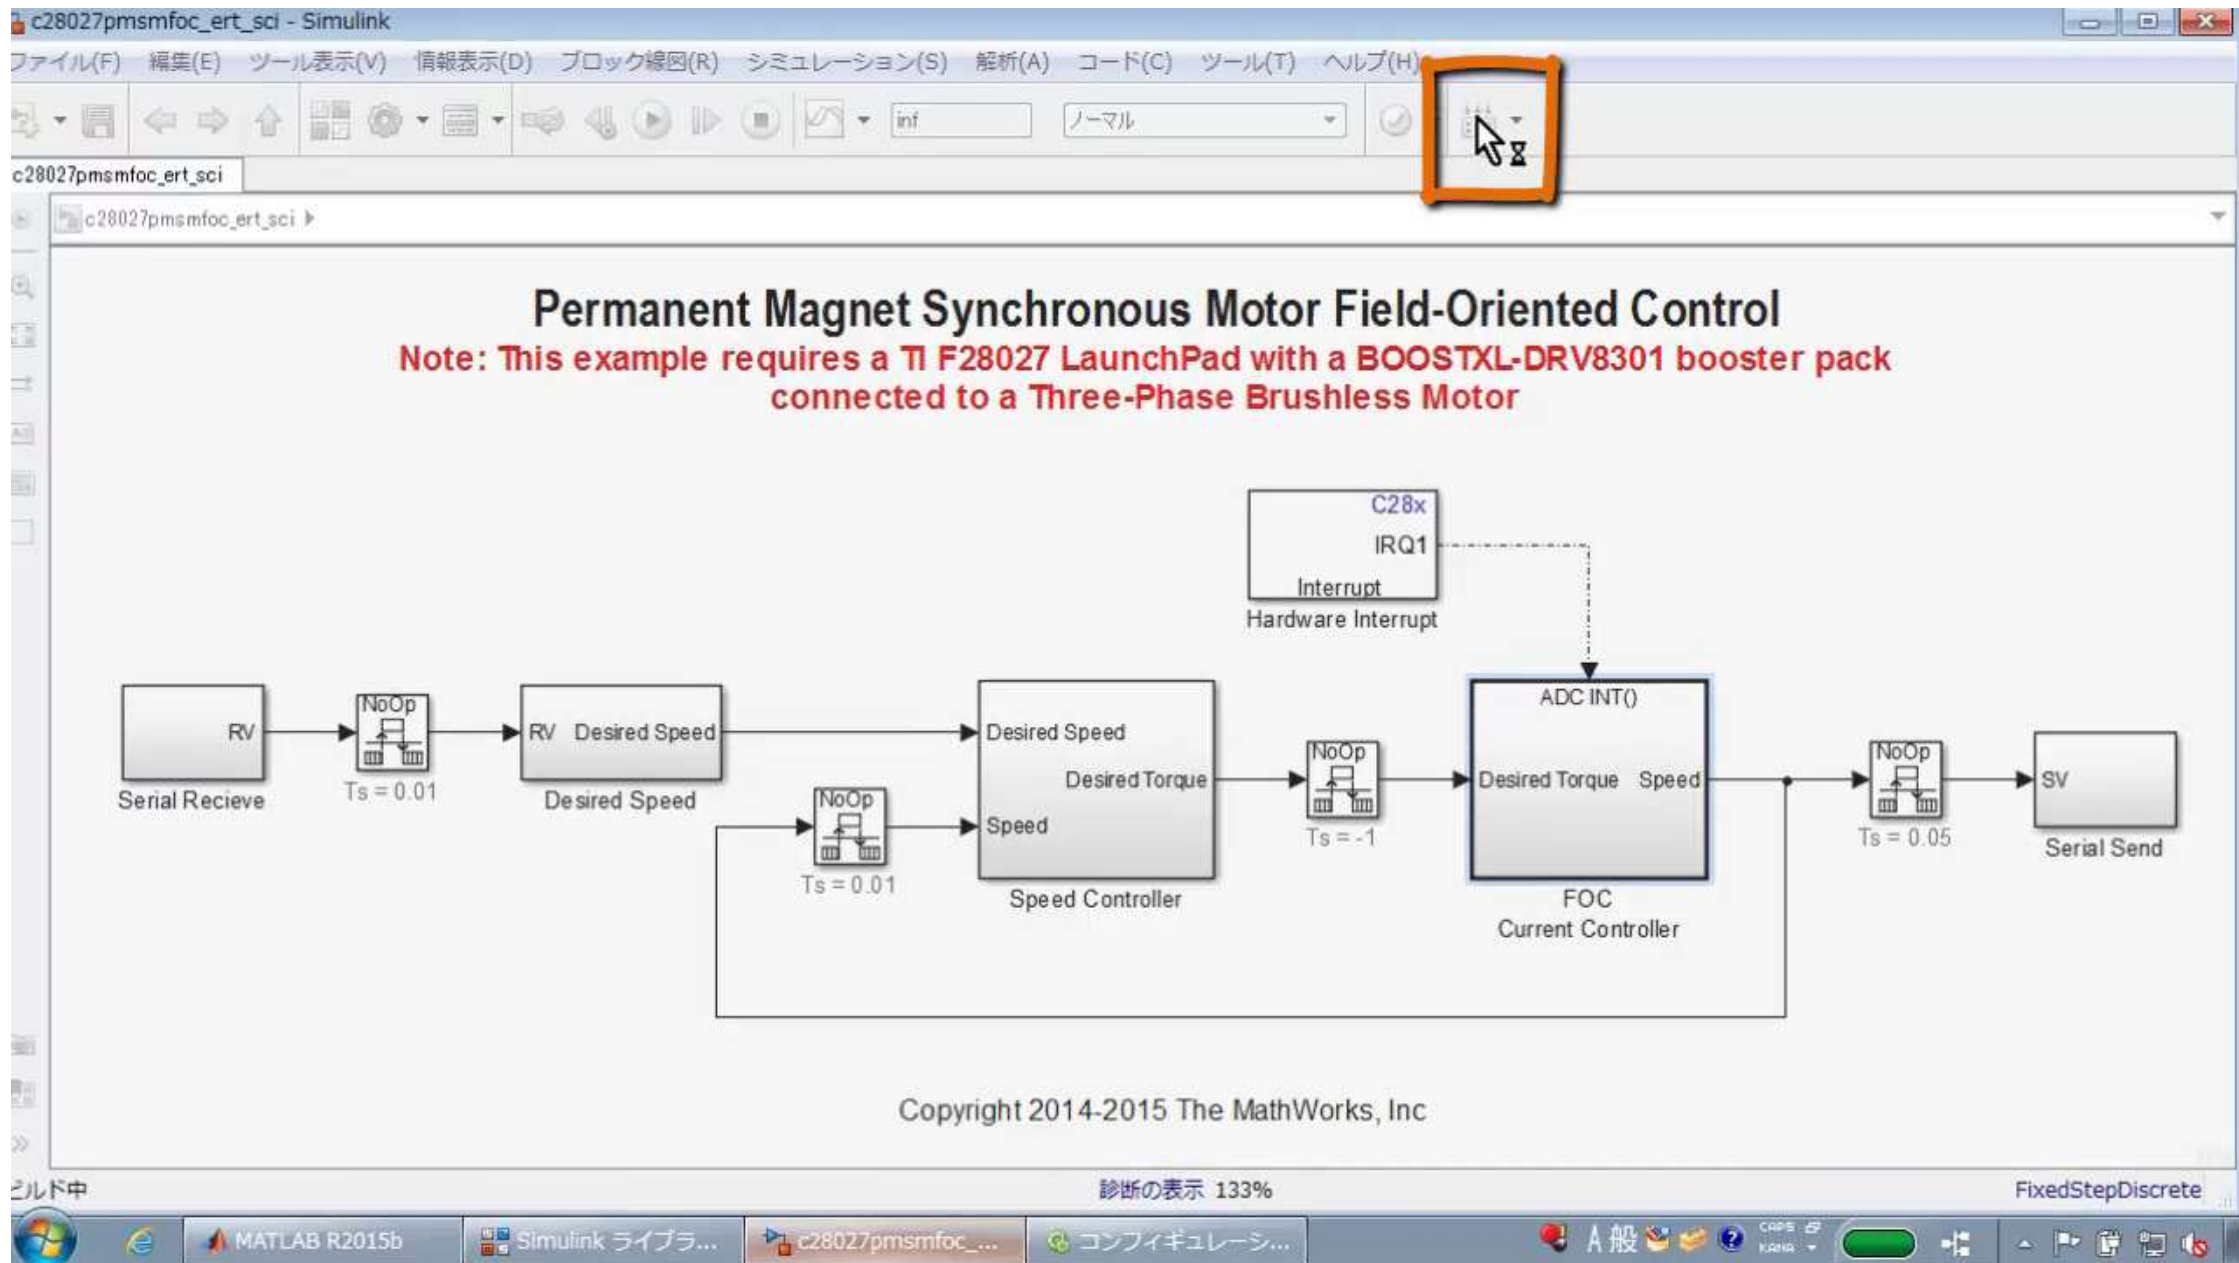 c28027pmsmfoc_ert_sci - Simulink
ファイル(F) 編集(E) ツール表示(V) 情報表示(D) ブロック線図(R) シミュレーション(S) 解析(A) コード(C) ツール(T) ヘルプ(H)
inf ノーマル
c28027pmsmfoc_ert_sci
c28027pmsmfoc_ert_sci
Permanent Magnet Synchronous Motor Field-Oriented Control
Note: This example requires a TI F28027 LaunchPad with a BOOSTXL-DRV8301 booster pack
connected to a Three-Phase Brushless Motor
C28x
IRQ1
Interrupt
Hardware Interrupt
RV
Serial Recieve
NoOp
Ts = 0.01
RV Desired Speed
Desired Speed
NoOp
Ts = 0.01
Desired Speed
Desired Torque
Speed
Speed Controller
NoOp
Ts = -1
ADC INT()
Desired Torque Speed
FOC
Current Controller
NoOp
Ts = 0.05
SV
Serial Send
Copyright 2014-2015 The MathWorks, Inc
ビルド中 診断の表示 133% FixedStepDiscrete
MATLAB R2015b Simulink ライブラ... c28027pmsmfoc_... コンフィギュレーシ... A 般 CAPS KANA